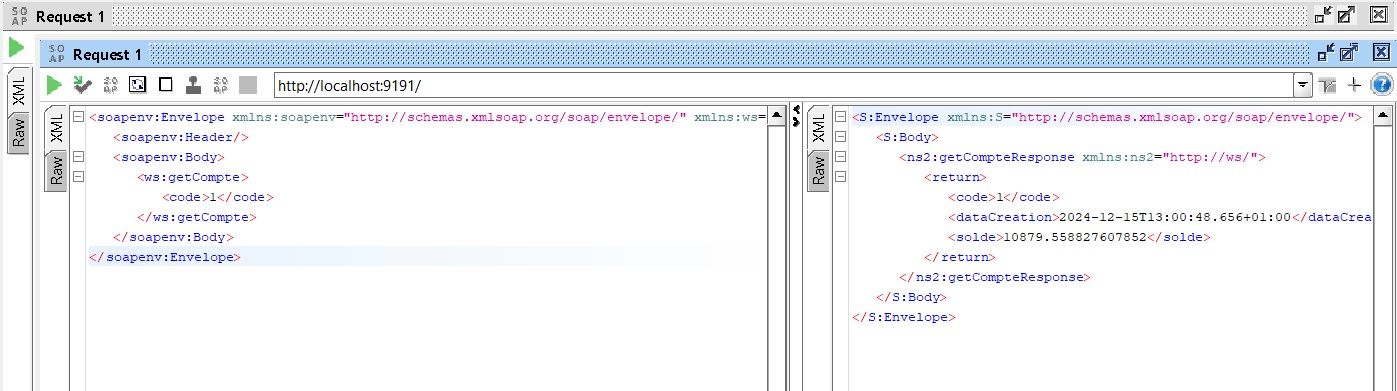 SO AP Request 1
XML
Raw
SO AP Request 1
SO AP
SO AP
http://localhost:9191/
XML
Raw
<soapenv:Envelope xmlns:soapenv="http://schemas.xmlsoap.org/soap/envelope/" xmlns:ws=
<soapenv:Header/>
<soapenv:Body>
<ws:getCompte>
<code>1</code>
</ws:getCompte>
</soapenv:Body>
</soapenv:Envelope>
XML
Raw
<S:Envelope xmlns:S="http://schemas.xmlsoap.org/soap/envelope/">
<S:Body>
<ns2:getCompteResponse xmlns:ns2="http://ws/">
<return>
<code>1</code>
<dataCreation>2024-12-15T13:00:48.656+01:00</dataCrea
<solde>10879.558827607852</solde>
</return>
</ns2:getCompteResponse>
</S:Body>
</S:Envelope>